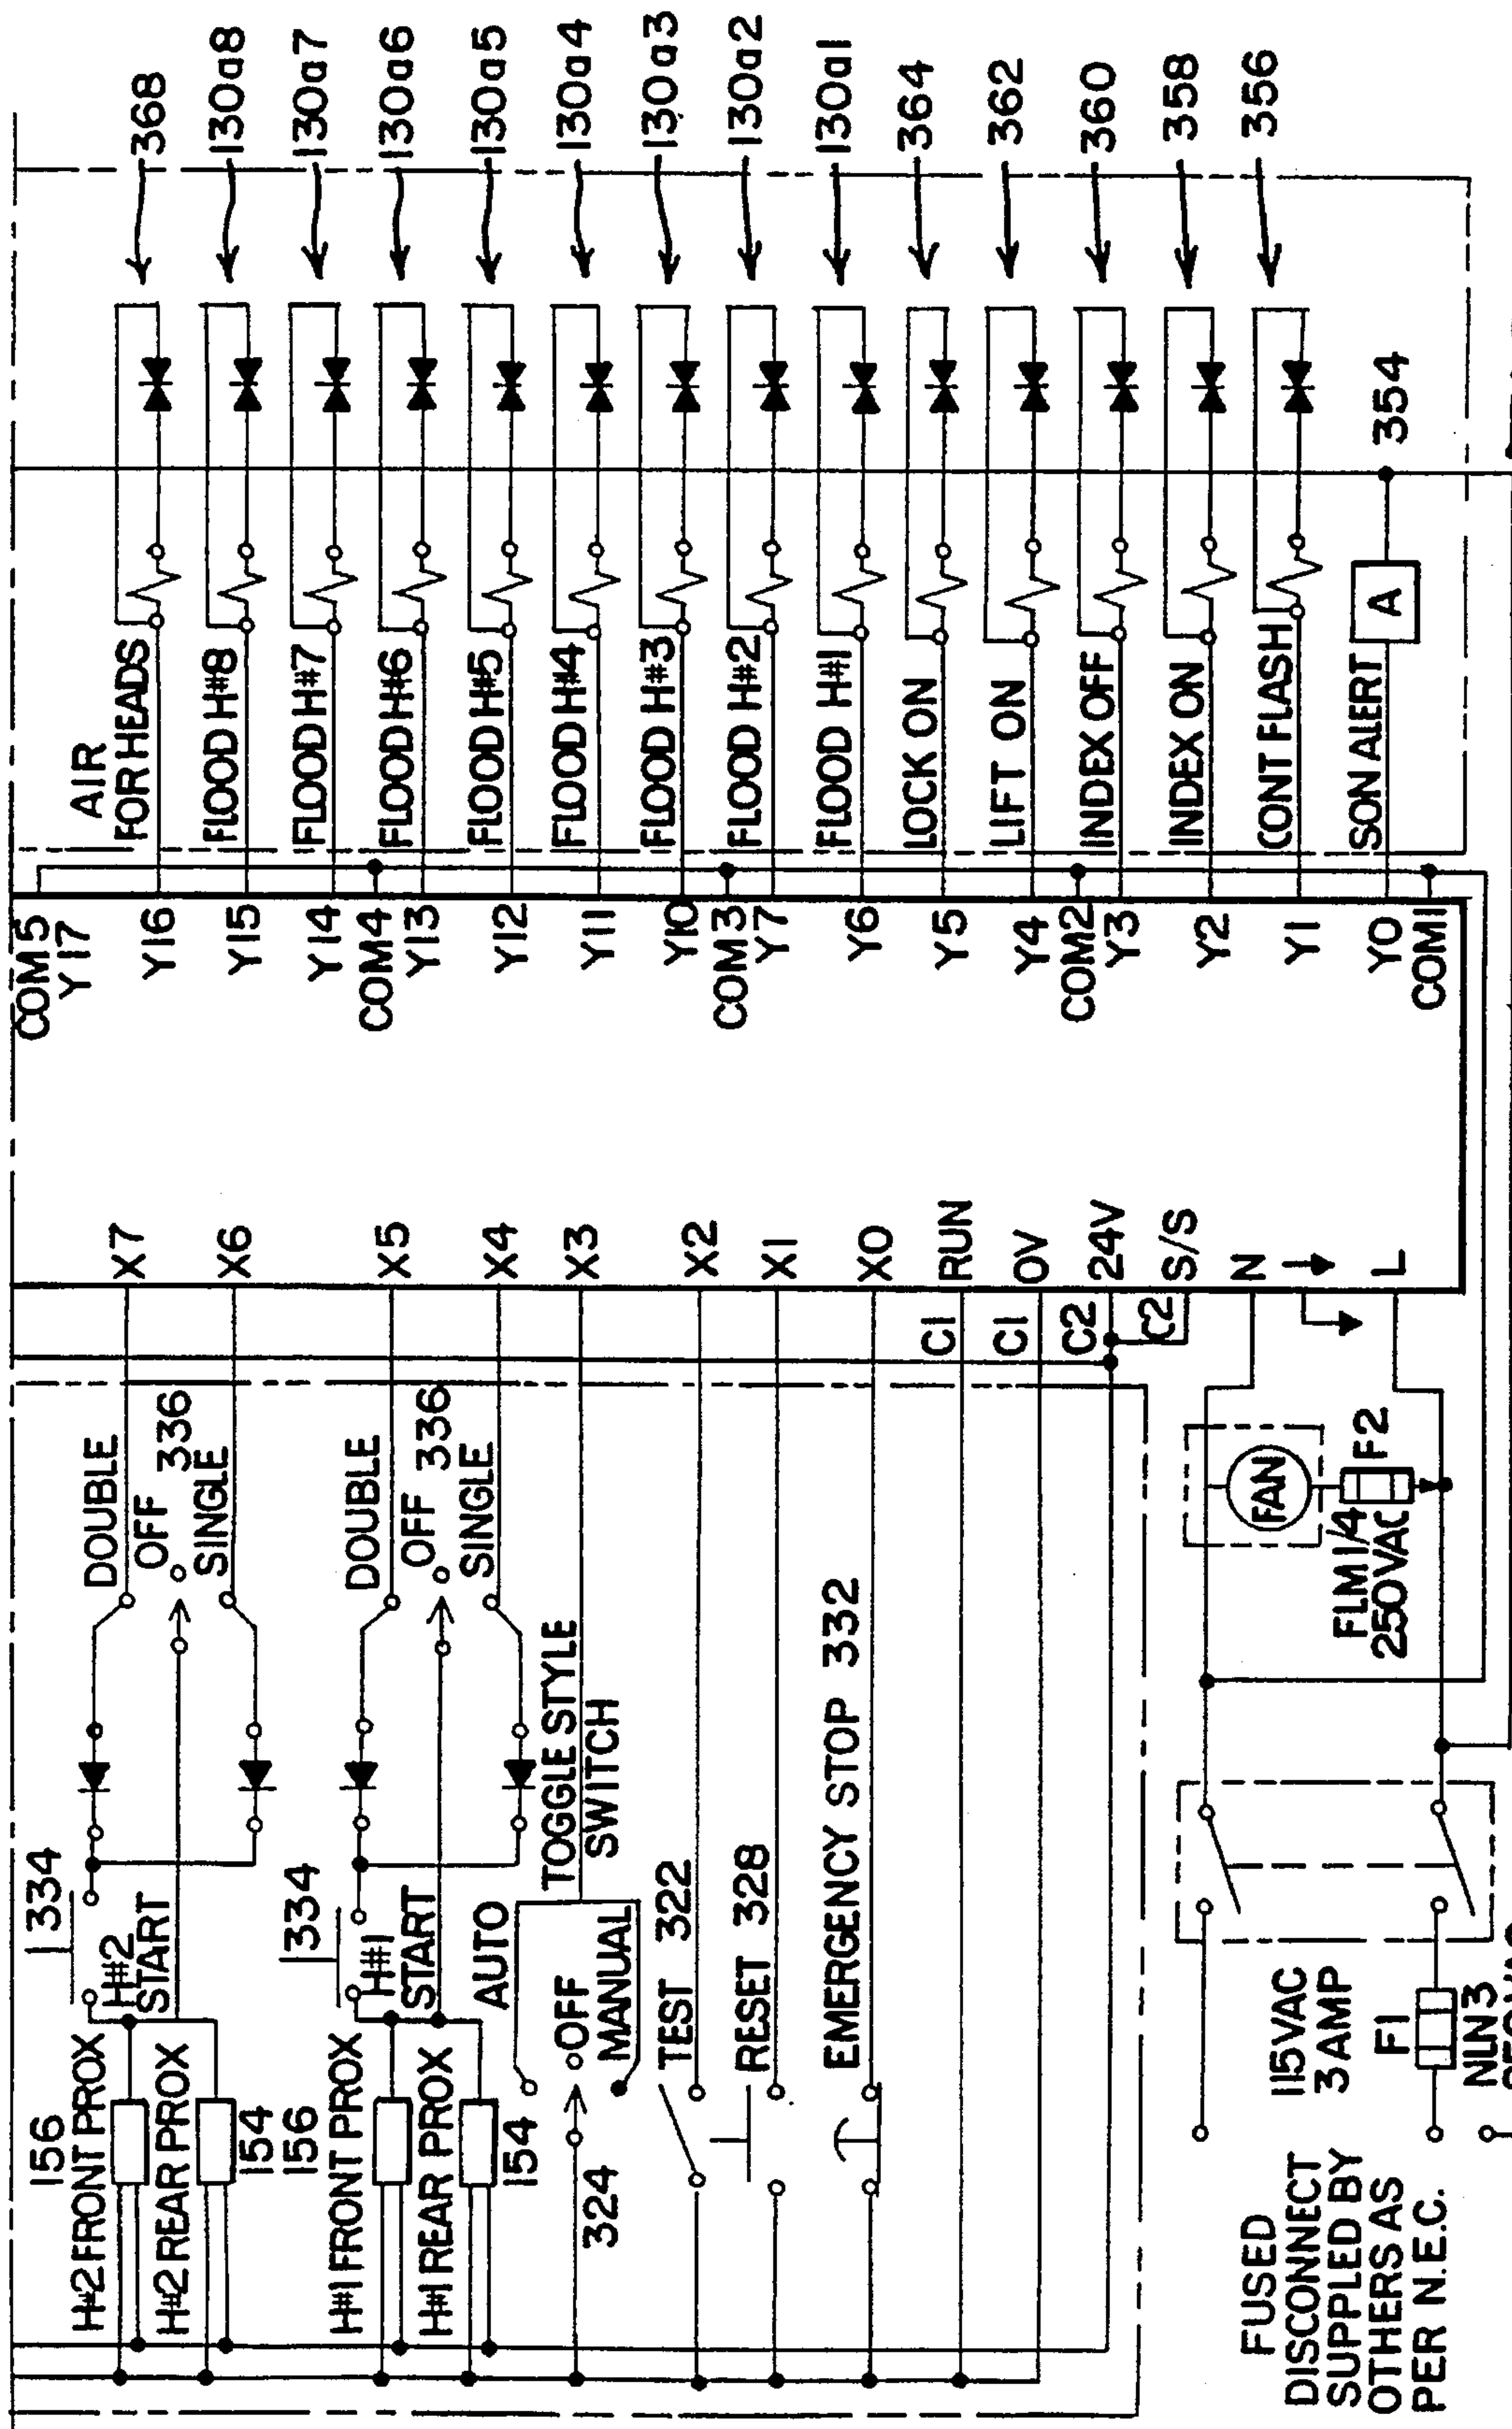 368
130a8
130a7
130a6
130a5
130a4
130a3
130a2
130a1
364
362
360
358
356
354
AIR
FOR HEADS
FLOOD H#8
FLOOD H#7
FLOOD H#6
FLOOD H#5
FLOOD H#4
FLOOD H#3
FLOOD H#2
FLOOD H#1
LOCK ON
LIFT ON
INDEX OFF
INDEX ON
CONT FLASH
SON ALERT
A
COM5
Y17
Y16
Y15
Y14
COM4
Y13
Y12
Y11
Y10
COM3
Y7
Y6
Y5
Y4
COM2
Y3
Y2
Y1
Y0
COM1
X7
X6
X5
X4
X3
X2
X1
X0
RUN
0V
24V
S/S
N
L
C1
C1
C2
C2
DOUBLE
OFF 336
SINGLE
DOUBLE
OFF 336
SINGLE
TOGGLE STYLE
SWITCH
FAN
F2
FLM 1/4
250VAC
334
H#2
START
334
H#1
START
AUTO
OFF
MANUAL
TEST 322
RESET 328
EMERGENCY STOP 332
156
H#2 FRONT PROX
H#2 REAR PROX
154
156
H#1 FRONT PROX
H#1 REAR PROX
154
324
115VAC
3 AMP
F1
NLN3
250VAC
FUSED
DISCONNECT
SUPPLED BY
OTHERS AS
PER N.E.C.